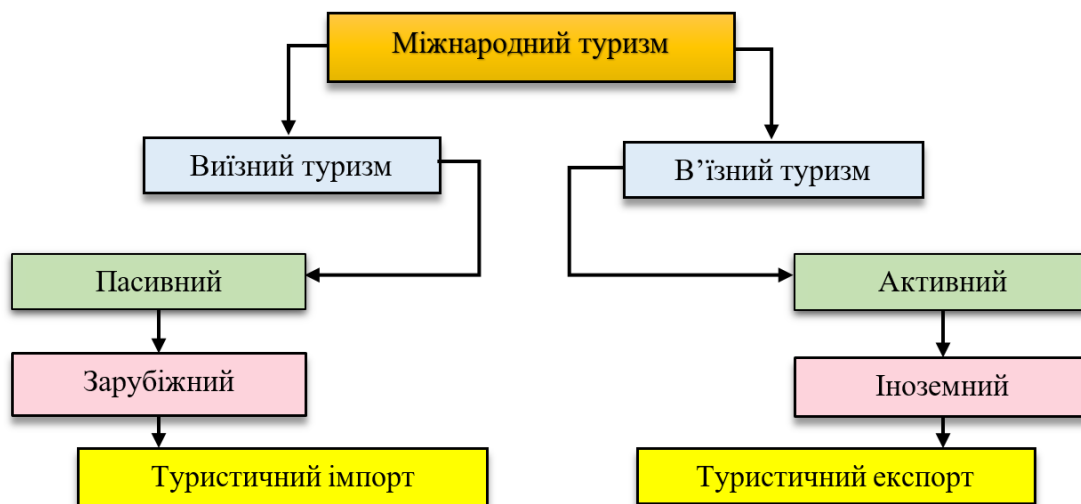 Міжнародний туризм
Виїзний туризм
В’їзний туризм
Пасивний
Активний
Зарубіжний
Іноземний
Туристичний імпорт
Туристичний експорт